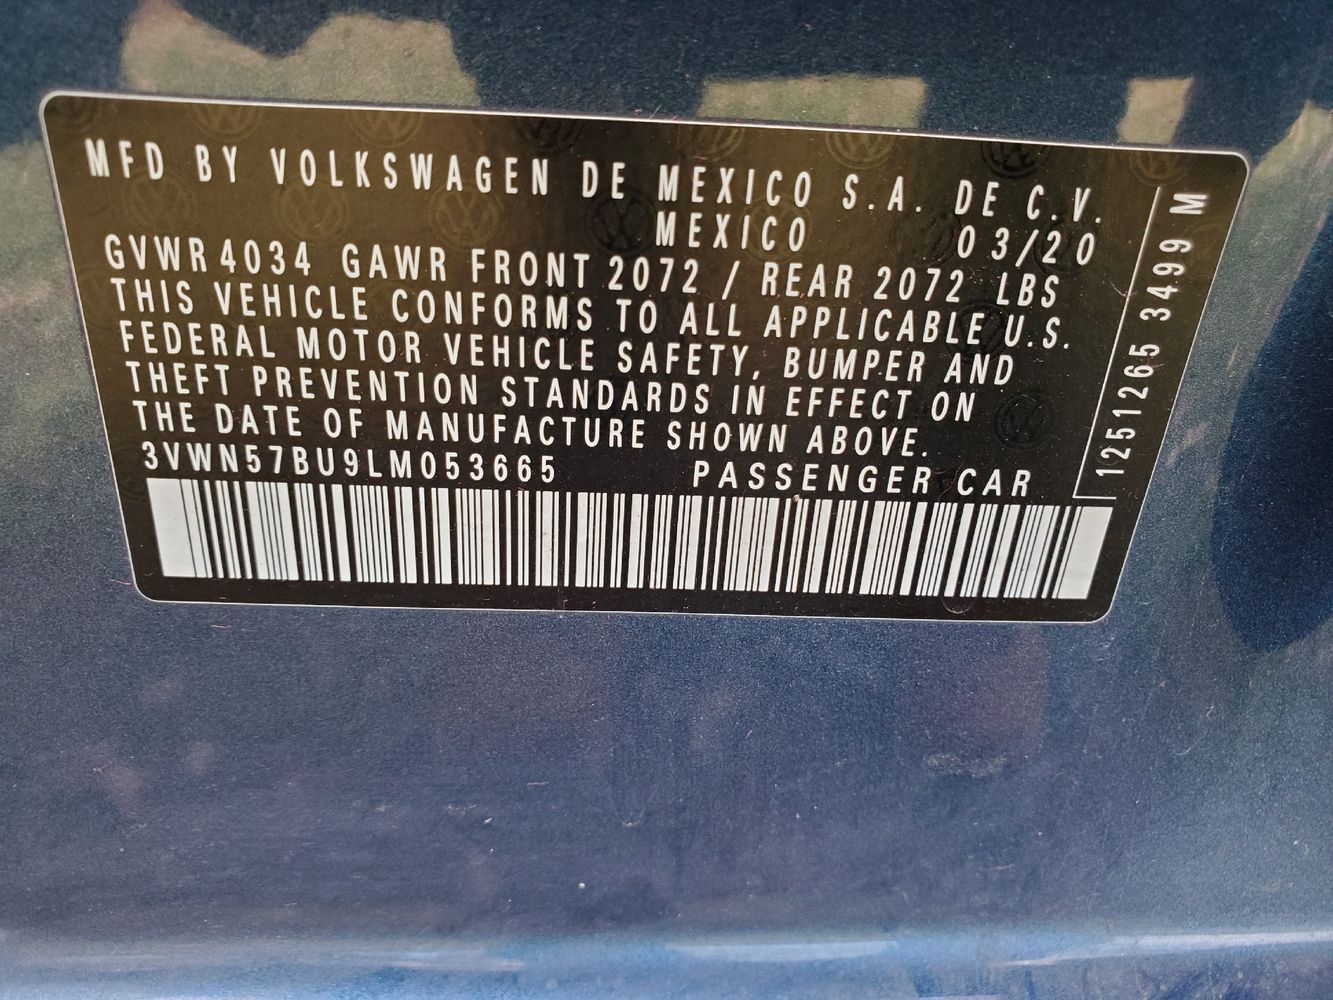 MFD BY VOLKSWAGEN DE MEXICO S.A. DE C.V.
MEXICO 03/20
GVWR 4034 GAWR FRONT 2072 / REAR 2072 LBS
THIS VEHICLE CONFORMS TO ALL APPLICABLE U.S.
FEDERAL MOTOR VEHICLE SAFETY, BUMPER AND
THEFT PREVENTION STANDARDS IN EFFECT ON
THE DATE OF MANUFACTURE SHOWN ABOVE.
3VWN57BU9LM053665 PASSENGER CAR
1251265 3499 M